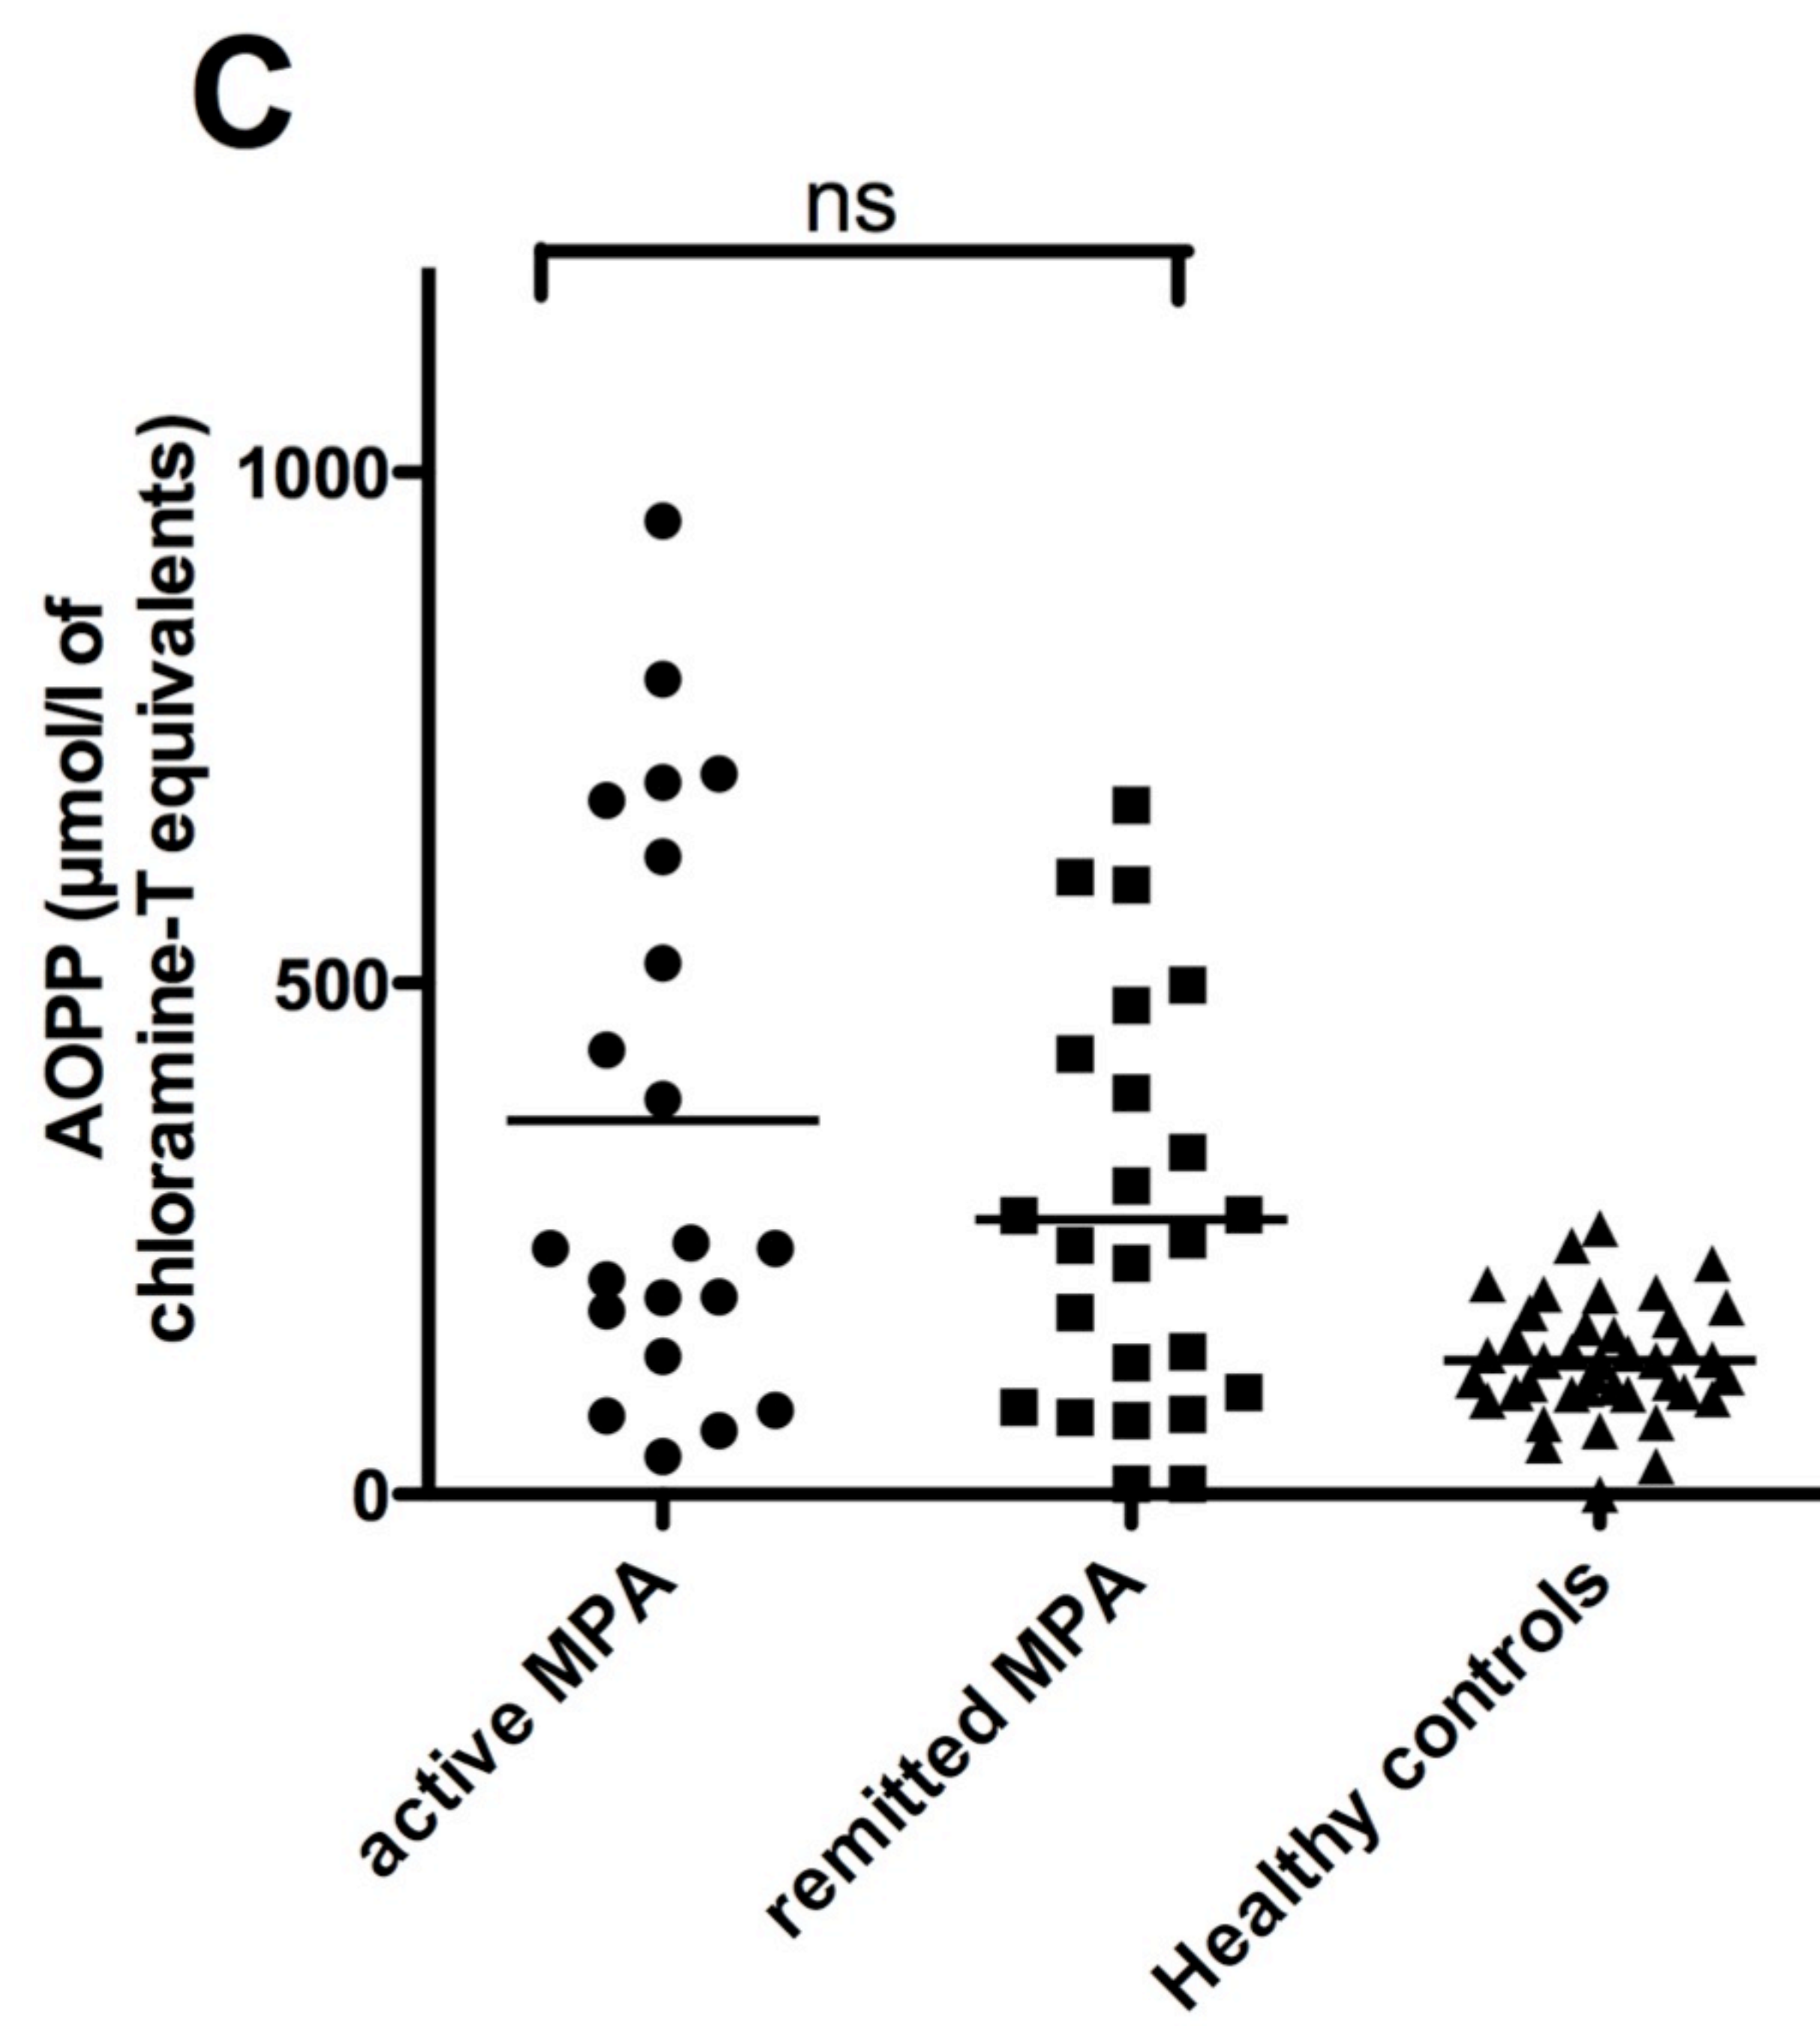 C
ns
AOPP (µmol/l of
chloramine-T equivalents)
1000
500
0
active MPA
remitted MPA
Healthy controls